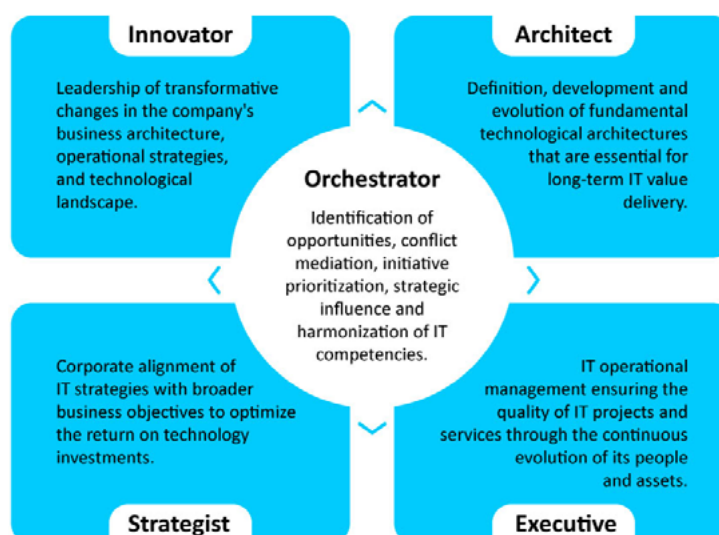 Innovator
Leadership of transformative
changes in the company's
business architecture,
operational strategies,
and technological
landscape.
Architect
Definition, development and
evolution of fundamental
technological architectures
that are essential for
long-term IT value
delivery.
Orchestrator
Identification of
opportunities, conflict
mediation, initiative
prioritization, strategic
influence and
harmonization of IT
competencies.
Corporate alignment of
IT strategies with broader
business objectives to optimize
the return on technology
investments.
Strategist
IT operational
management ensuring the
quality of IT projects and
services through the continuous
evolution of its people
and assets.
Executive